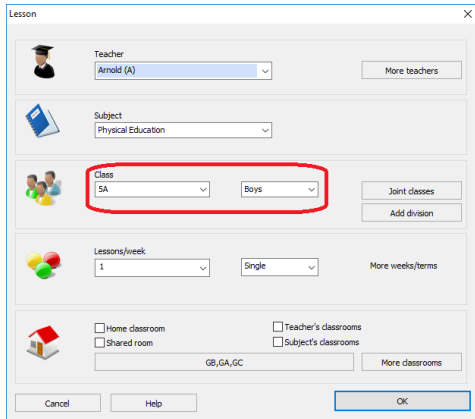 Lesson
Teacher
Arnold (A)
More teachers
Subject
Physical Education
Class
5A
Boys
Joint classes
Add division
Lessons/week
1
Single
More weeks/terms
Home classroom
Teacher's classrooms
Shared room
Subject's classrooms
GB,GA,GC
More classrooms
Cancel
Help
OK